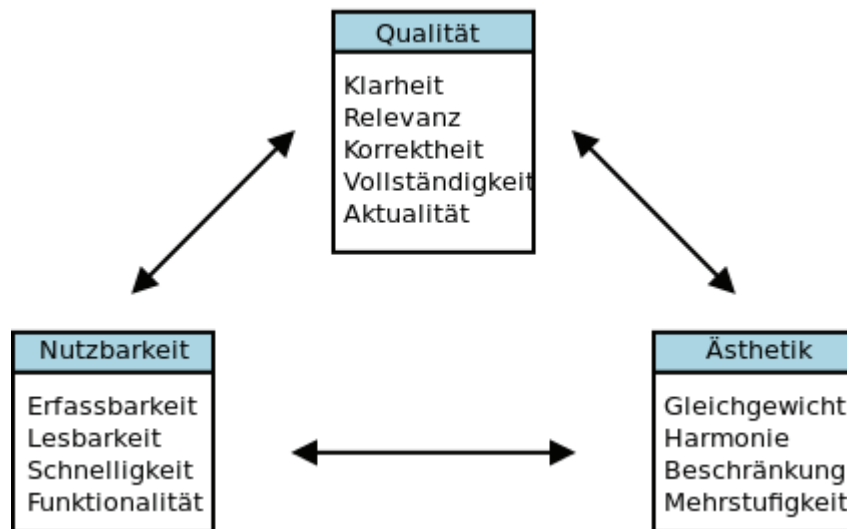 Qualität
Klarheit
Relevanz
Korrektheit
Vollständigkeit
Aktualität
Nutzbarkeit
Erfassbarkeit
Lesbarkeit
Schnelligkeit
Funktionalität
Ästhetik
Gleichgewicht
Harmonie
Beschränkung
Mehrstufigkeit